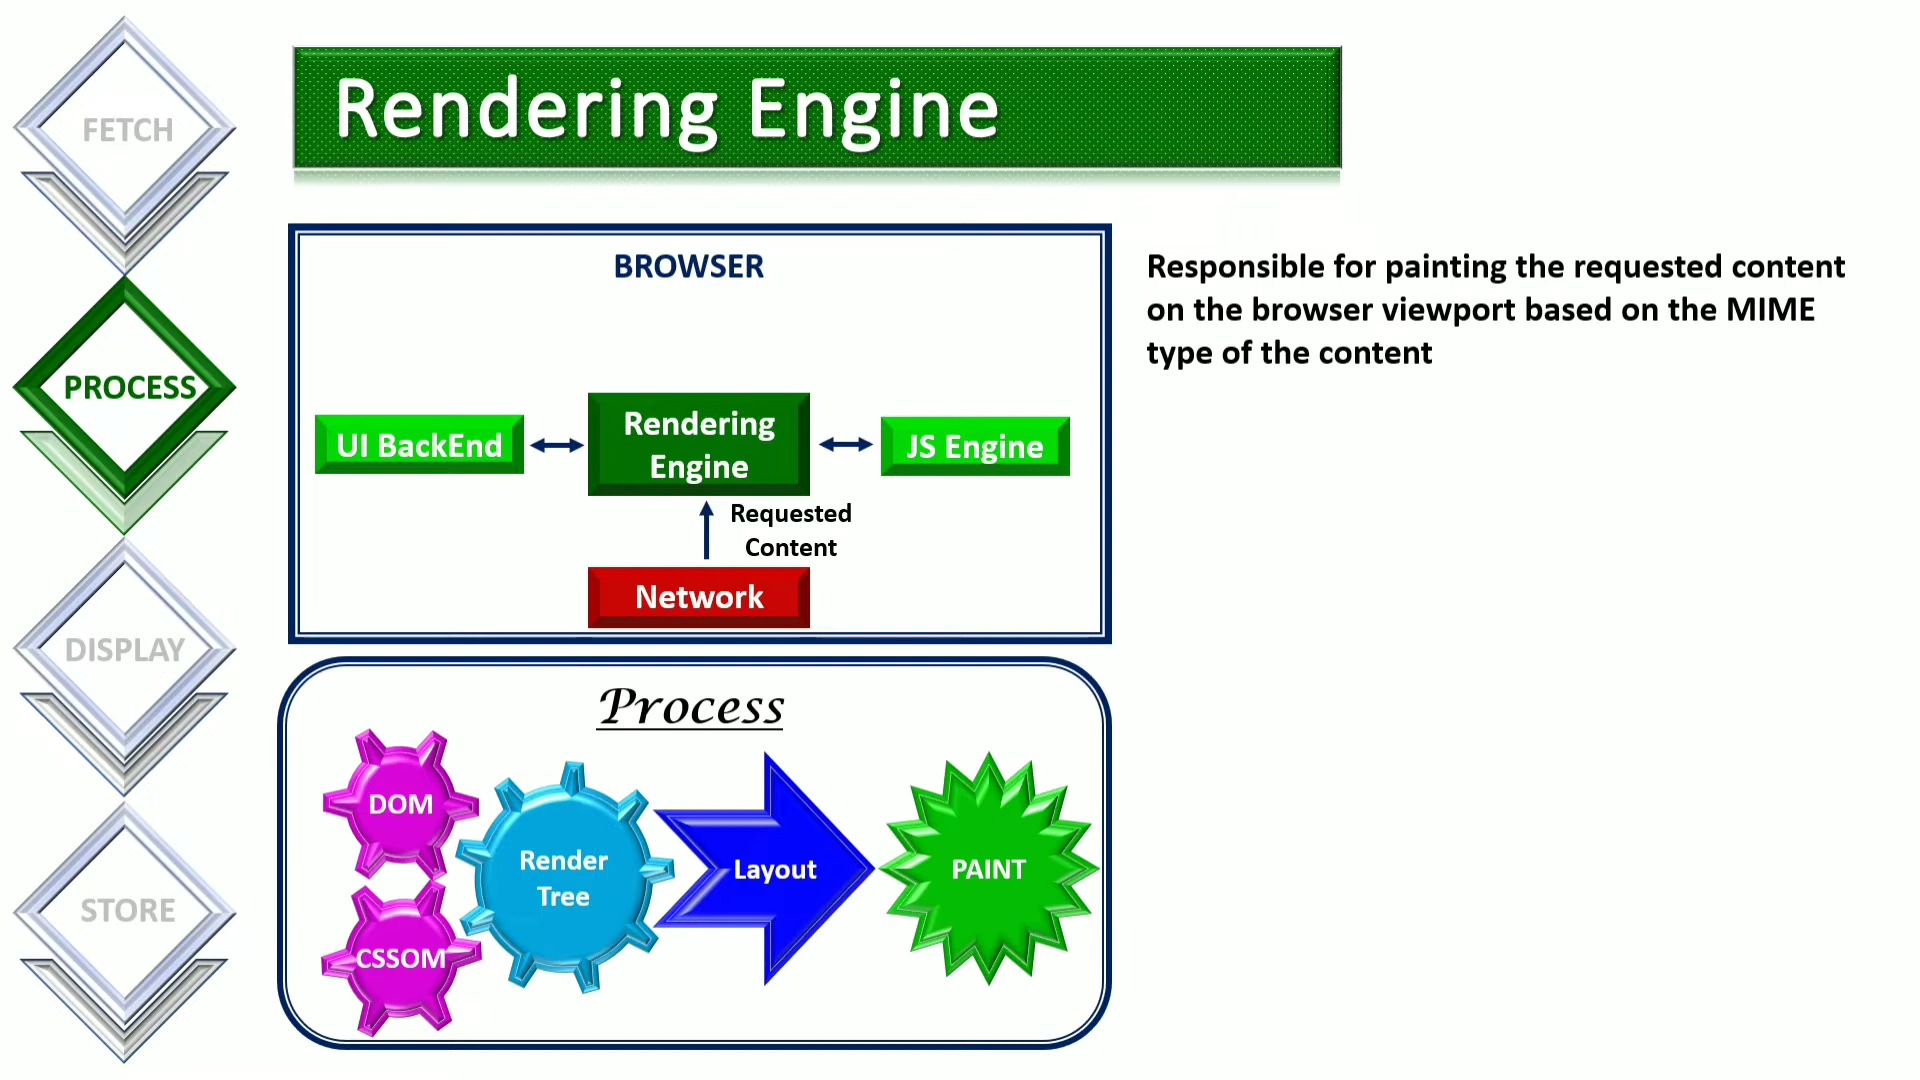 FETCH
PROCESS
DISPLAY
STORE
Rendering Engine
BROWSER
UI BackEnd
Rendering
Engine
JS Engine
Requested
Content
Network
Responsible for painting the requested content
on the browser viewport based on the MIME
type of the content
Process
DOM
CSSOM
Render
Tree
Layout
PAINT